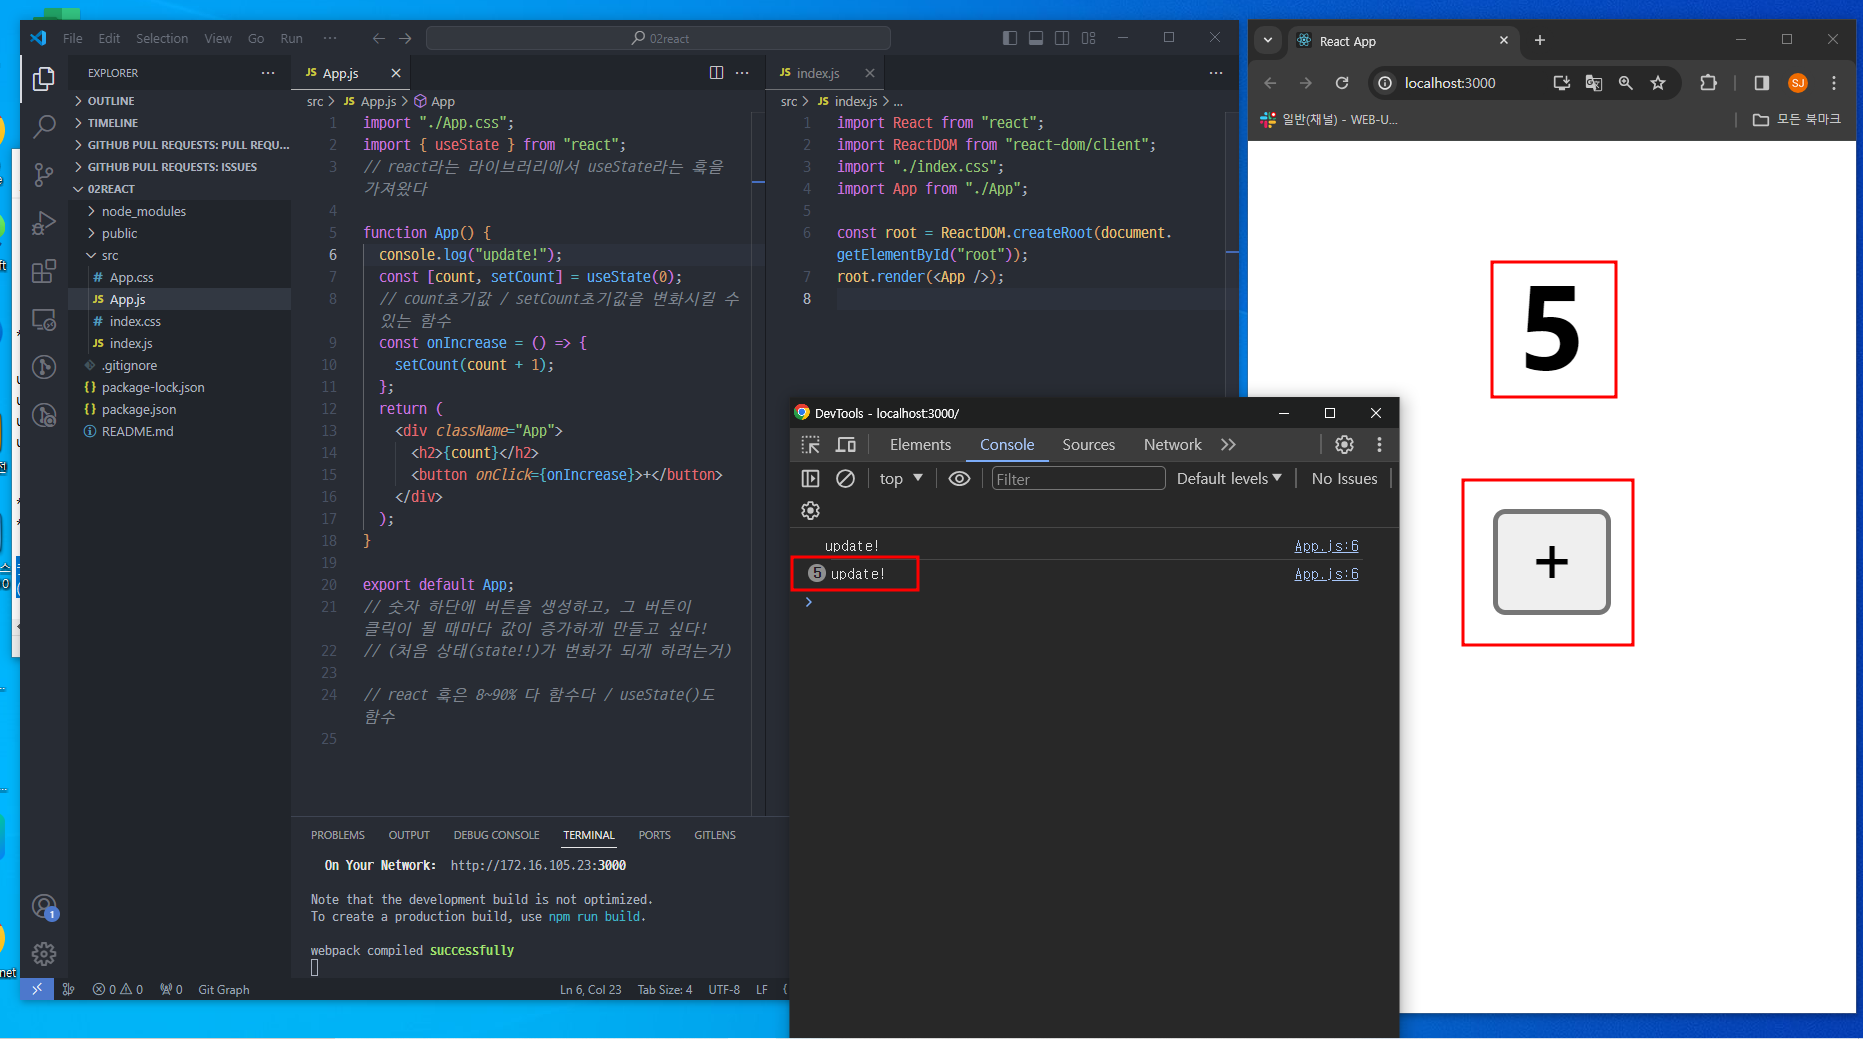 File Edit Selection View Go Run ···
02react
EXPLORER
OUTLINE
TIMELINE
GITHUB PULL REQUESTS: PULL REQU...
GITHUB PULL REQUESTS: ISSUES
02REACT
node_modules
public
src
# App.css
JS App.js
# index.css
JS index.js
.gitignore
{} package-lock.json
{} package.json
README.md
JS App.js
src > JS App.js > App
1 import "./App.css";
2 import { useState } from "react";
3 // react라는 라이브러리에서 useState라는 훅을
가져왔다
4
5 function App() {
6 console.log("update!");
7 const [count, setCount] = useState(0);
8 // count초기값 / setCount초기값을 변화시킬 수
있는 함수
9 const onIncrease = () => {
10 setCount(count + 1);
11 };
12 return (
13 <div className="App">
14 <h2>{count}</h2>
15 <button onClick={onIncrease}>+</button>
16 </div>
17 );
18 }
19
20 export default App;
21 // 숫자 하단에 버튼을 생성하고, 그 버튼이
클릭이 될 때마다 값이 증가하게 만들고 싶다!
22 // (처음 상태(state!!)가 변화가 되게 하려는거)
23
24 // react 훅은 8~90% 다 함수다 / useState()도
함수
25
JS index.js
src > JS index.js > ...
1 import React from "react";
2 import ReactDOM from "react-dom/client";
3 import "./index.css";
4 import App from "./App";
5
6 const root = ReactDOM.createRoot(document.
getElementById("root"));
7 root.render(<App />);
8
PROBLEMS OUTPUT DEBUG CONSOLE TERMINAL PORTS GITLENS
On Your Network: http://172.16.105.23:3000
Note that the development build is not optimized.
To create a production build, use npm run build.
webpack compiled successfully
1
0 0 0 Git Graph
Ln 6, Col 23 Tab Size: 4 UTF-8 LF {
DevTools - localhost:3000/
Elements Console Sources Network
top Filter Default levels No Issues
update! App.js:6
5 update! App.js:6
React App
localhost:3000
SJ
일반(채널) - WEB-U...
모든 북마크
5
+